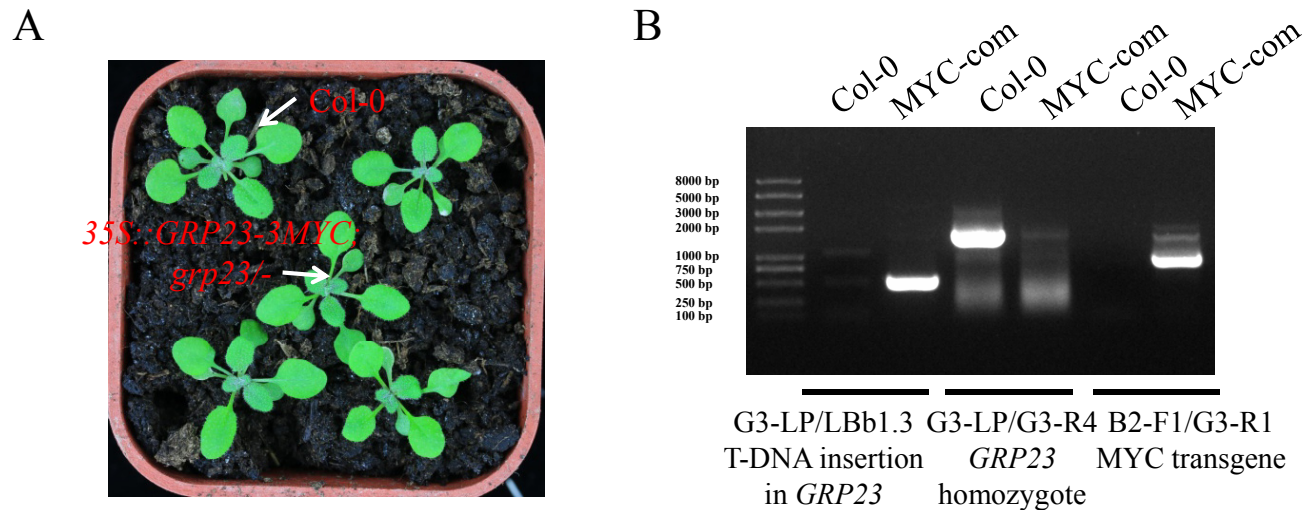 A
Col-0
35S::GRP23-3MYC;
grp23/-
B
Col-0
MYC-com
Col-0
MYC-com
Col-0
MYC-com
8000 bp
5000 bp
3000 bp
2000 bp
1000 bp
750 bp
500 bp
250 bp
100 bp
G3-LP/LBb1.3
T-DNA insertion
in GRP23
G3-LP/G3-R4
GRP23
homozygote
B2-F1/G3-R1
MYC transgene